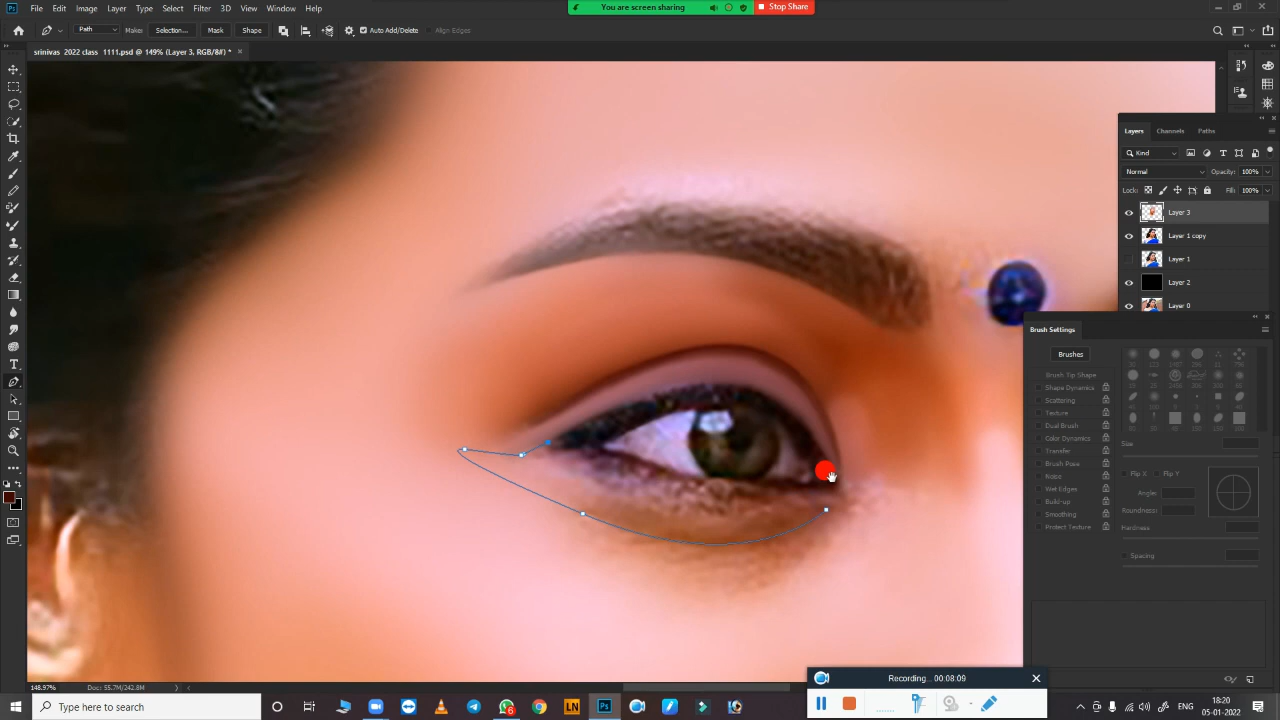 You are screen sharing
Stop Share
Ps File Edit Image Layer Type Select Filter 3D View Window Help
Path Make: Selection... Mask Shape Auto Add/Delete Align Edges
srinivas 2022 class 1111.psd @ 149% (Layer 3, RGB/8#) *
Layers Channels Paths
Kind
Normal Opacity: 100%
Lock: Fill: 100%
Layer 3
Layer 1 copy
Layer 1
Layer 2
Layer 0
Brush Settings
Brushes
Brush Tip Shape
Shape Dynamics
Scattering
Texture
Dual Brush
Color Dynamics
Transfer
Brush Pose
Noise
Wet Edges
Build-up
Smoothing
Protect Texture
Size
Flip X Flip Y
Angle:
Roundness:
Hardness
Spacing
148.97% Doc: 55.7M/242.8M
Recording... 00:08:09
Type here to search
6
LN
Ps
18:20
05-01-2022